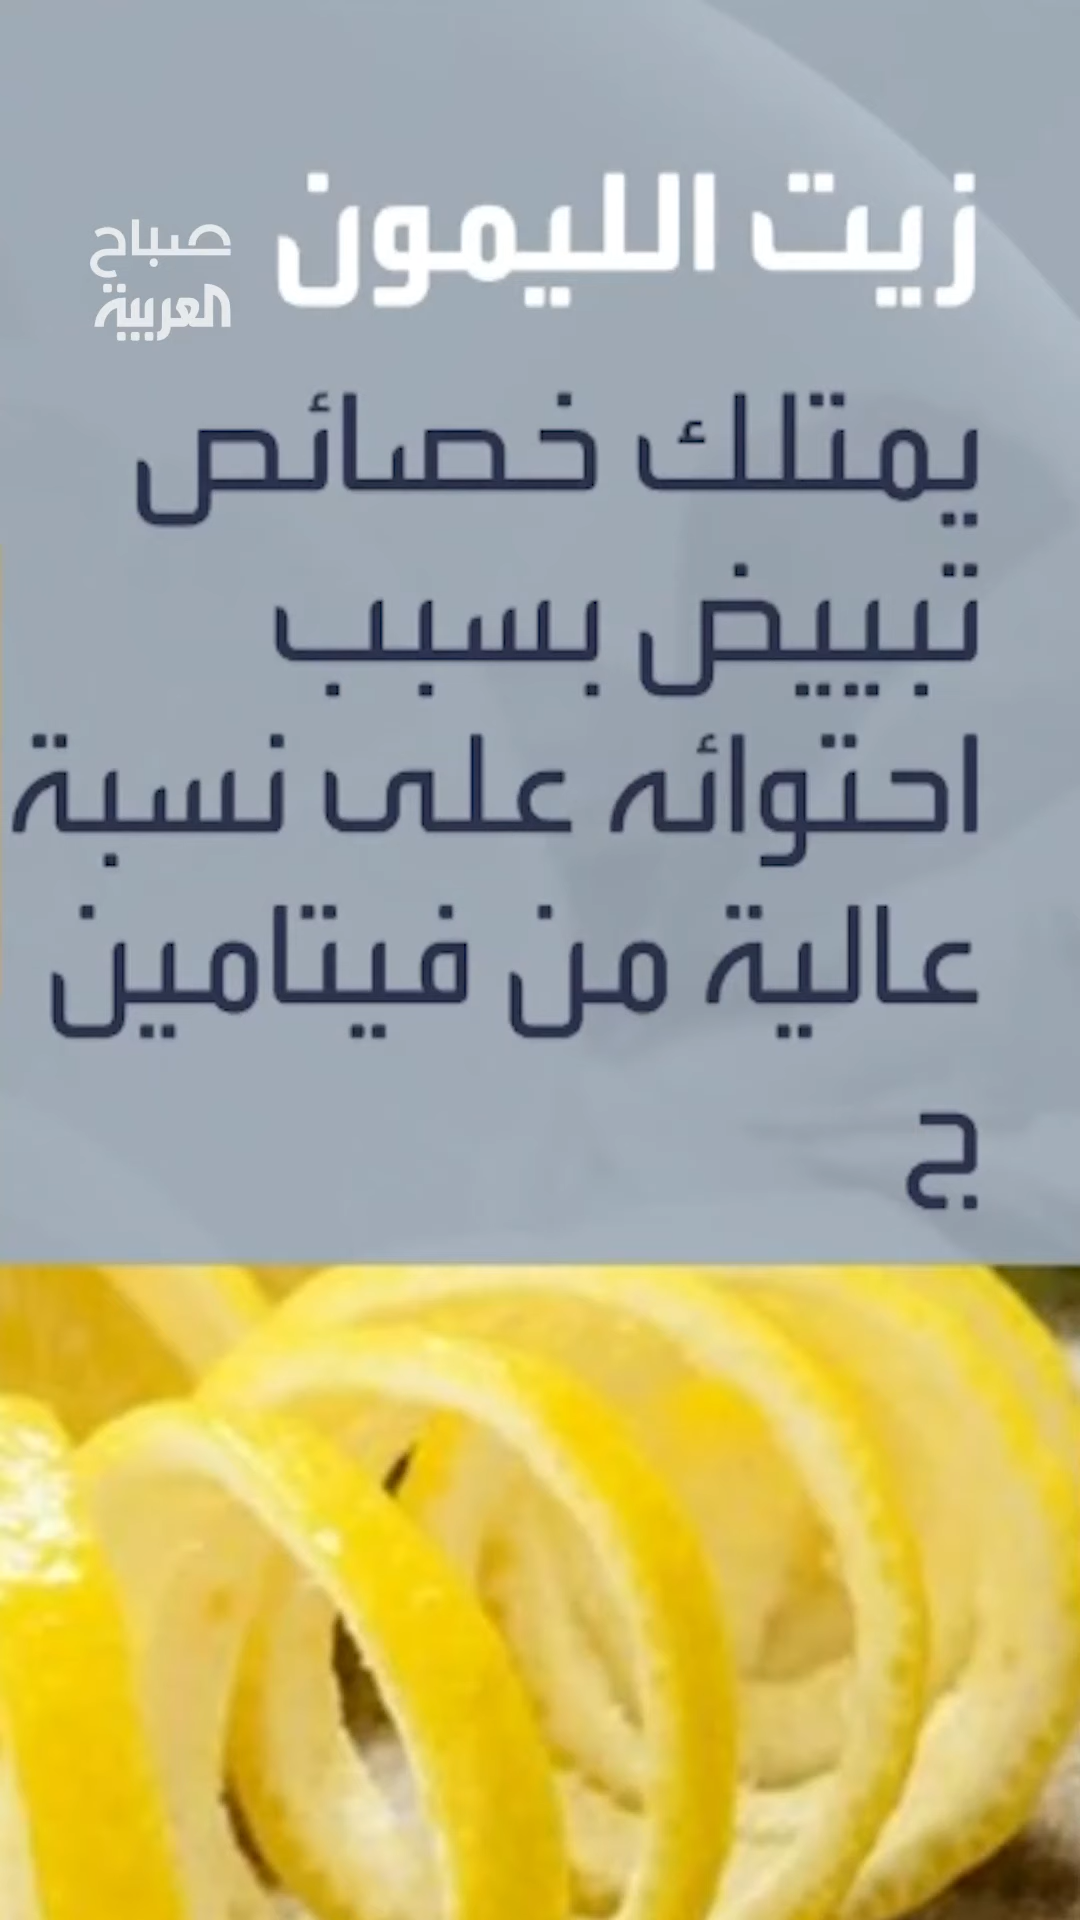 زيت الليمون
صباح
العربية
يمتلك خصائص
تبييض بسبب
احتوائه على نسبة
عالية من فيتامين
ج